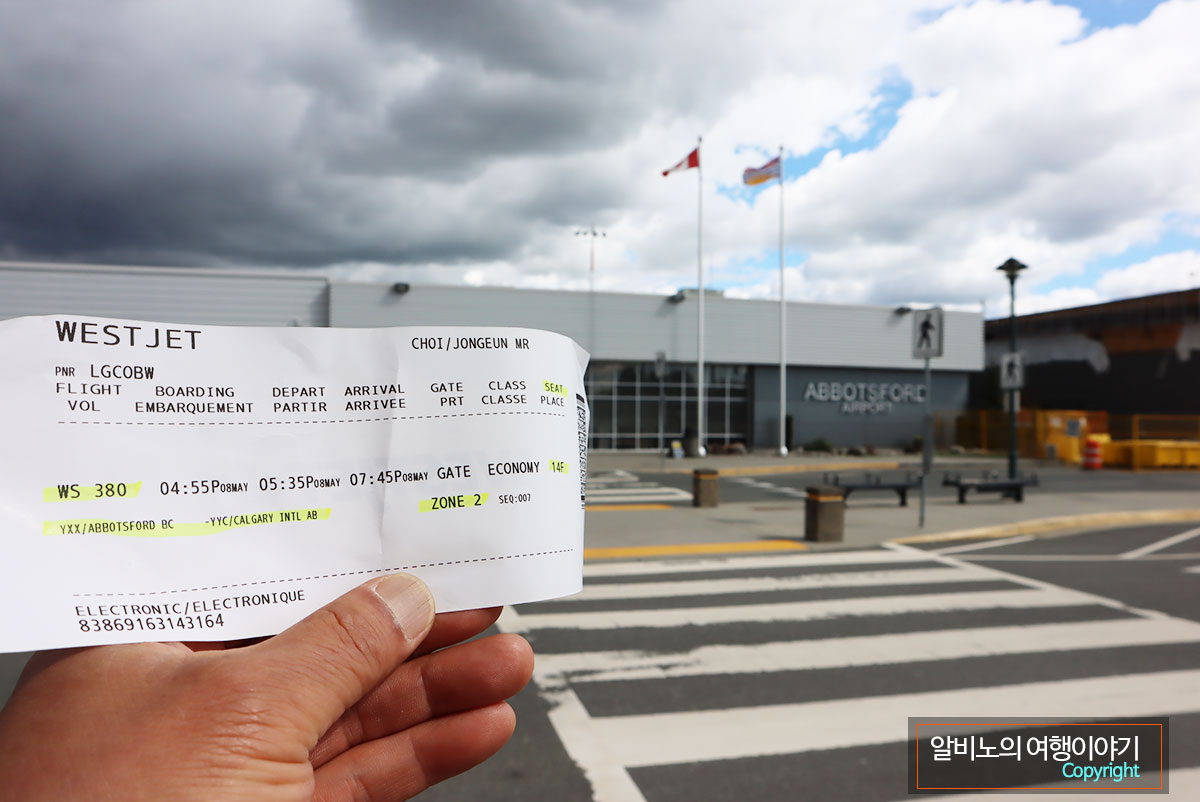 WESTJET
CHOI/JONGEUN MR
PNR LGCOBW
FLIGHT BOARDING DEPART ARRIVAL GATE CLASS SEAT
VOL EMBARQUEMENT PARTIR ARRIVEE PRT CLASSE PLACE
WS 380 04:55P08MAY 05:35P08MAY 07:45P08MAY GATE ECONOMY 14F
ZONE 2 SEQ:007
YXX/ABBOTSFORD BC -YYC/CALGARY INTL AB
ELECTRONIC/ELECTRONIQUE
83869163143164
ABBOTSFORD
AIRPORT
알비노의 여행이야기
Copyright